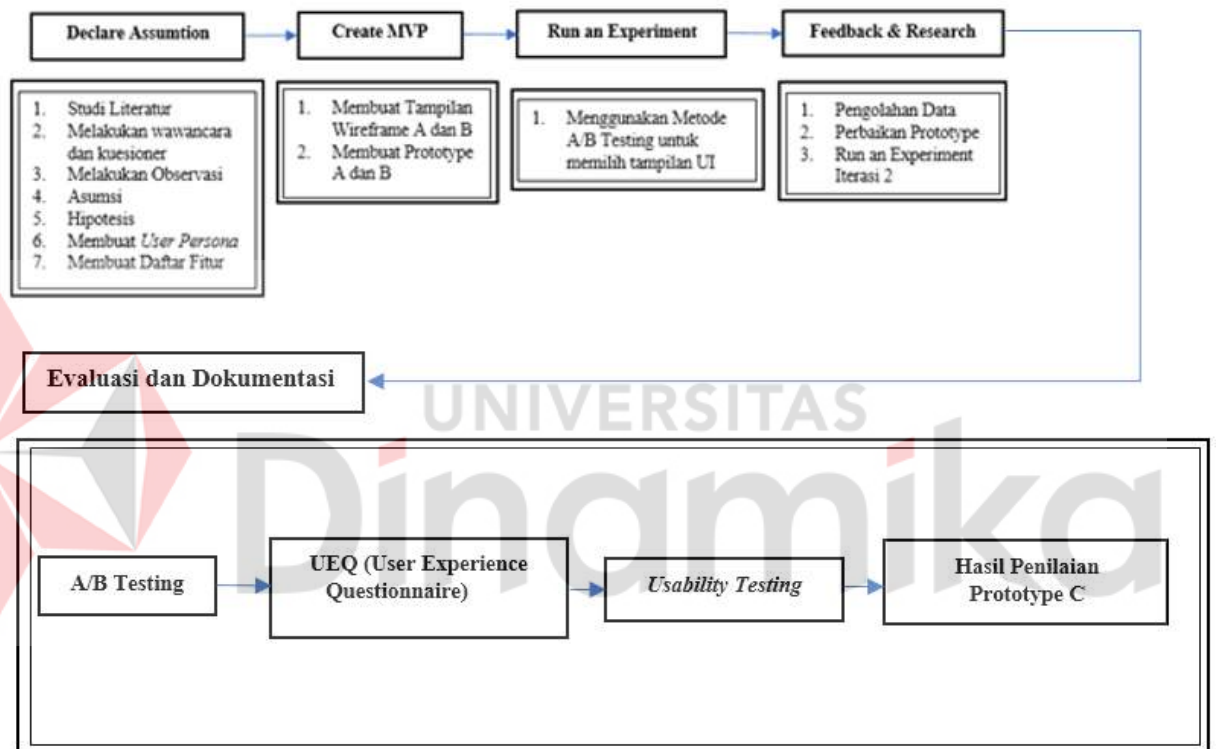 Declare Assumtion
Create MVP
Run an Experiment
Feedback & Research
1. Studi Literatur
2. Melakukan wawancara
dan kuesioner
3. Melakukan Observasi
4. Asumsi
5. Hipotesis
6. Membuat User Persona
7. Membuat Daftar Fitur
1. Membuat Tampilan
Wireframe A dan B
2. Membuat Prototype
A dan B
1. Menggunakan Metode
A/B Testing untuk
memilih tampilan UI
1. Pengolahan Data
2. Perbaikan Prototype
3. Run an Experiment
Iterasi 2
Evaluasi dan Dokumentasi
UNIVERSITAS
Dinamika
A/B Testing
UEQ (User Experience
Questionnaire)
Usability Testing
Hasil Penilaian
Prototype C